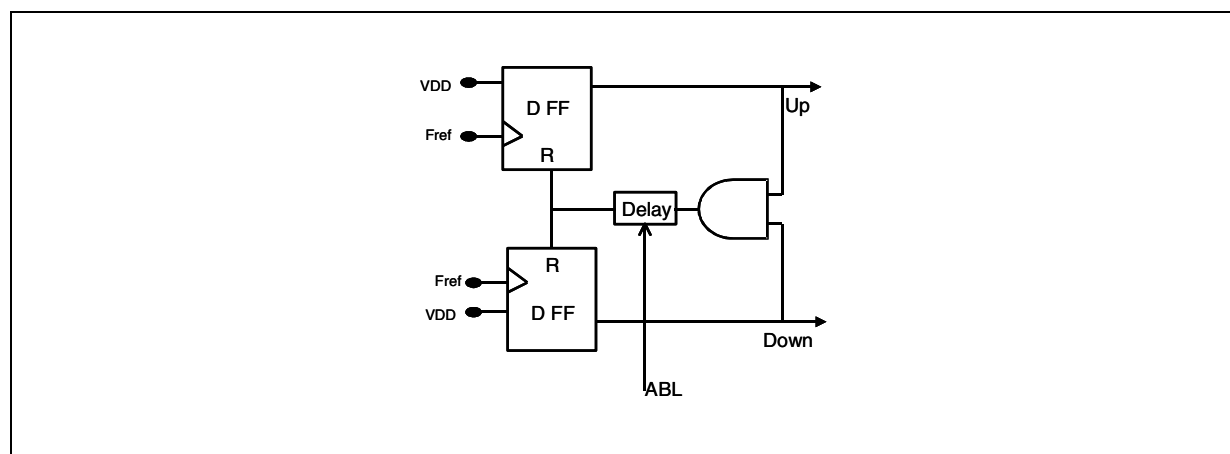 VDD
D FF
Up
Fref
R
Delay
R
Fref
D FF
VDD
Down
ABL